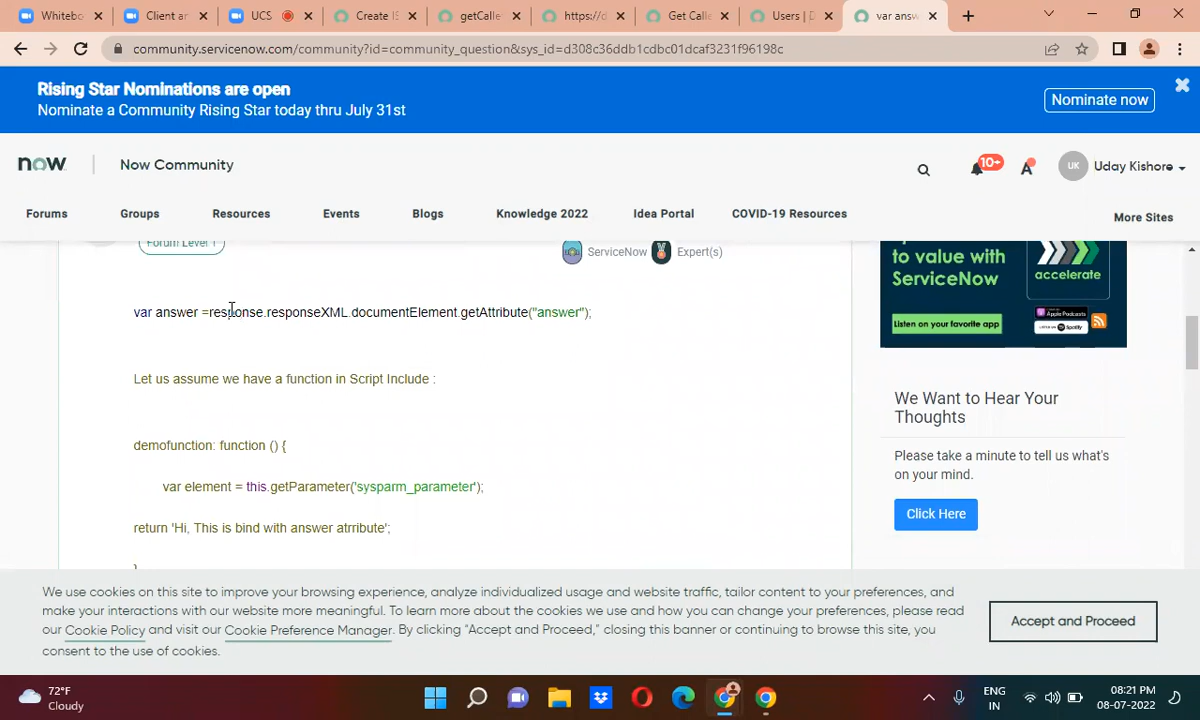 Whiteb
Client ar
UCS
Create IS
getCalle
https://d
Get Calle
Users | D
var answ
community.servicenow.com/community?id=community_question&sys_id=d308c36ddb1cdbc01dcaf3231f96198c
Rising Star Nominations are open
Nominate a Community Rising Star today thru July 31st
Nominate now
now
Now Community
10+
A
UK
Uday Kishore
Forums
Groups
Resources
Events
Blogs
Knowledge 2022
Idea Portal
COVID-19 Resources
More Sites
Forum Level 1
ServiceNow
Expert(s)
to value with
ServiceNow
accelerate
Listen on your favorite app
Apple Podcasts
Spotify
var answer =response.responseXML.documentElement.getAttribute("answer");
Let us assume we have a function in Script Include :
demofunction: function () {
var element = this.getParameter('sysparm_parameter');
return 'Hi, This is bind with answer atrribute';
}
We Want to Hear Your
Thoughts
Please take a minute to tell us what's
on your mind.
Click Here
We use cookies on this site to improve your browsing experience, analyze individualized usage and website traffic, tailor content to your preferences, and
make your interactions with our website more meaningful. To learn more about the cookies we use and how you can change your preferences, please read
our Cookie Policy and visit our Cookie Preference Manager. By clicking “Accept and Proceed,” closing this banner or continuing to browse this site, you
consent to the use of cookies.
Accept and Proceed
72°F
Cloudy
ENG
IN
08:21 PM
08-07-2022